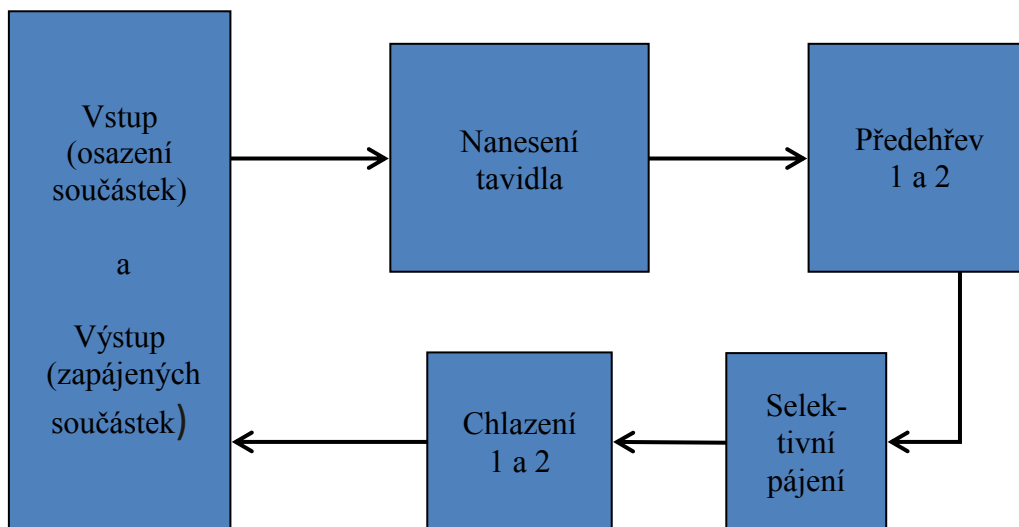 Vstup
(osazení
součástek)
a
Výstup
(zapájených
součástek)
Nanesení
tavidla
Předehřev
1 a 2
Selek-
tivní
pájení
Chlazení
1 a 2